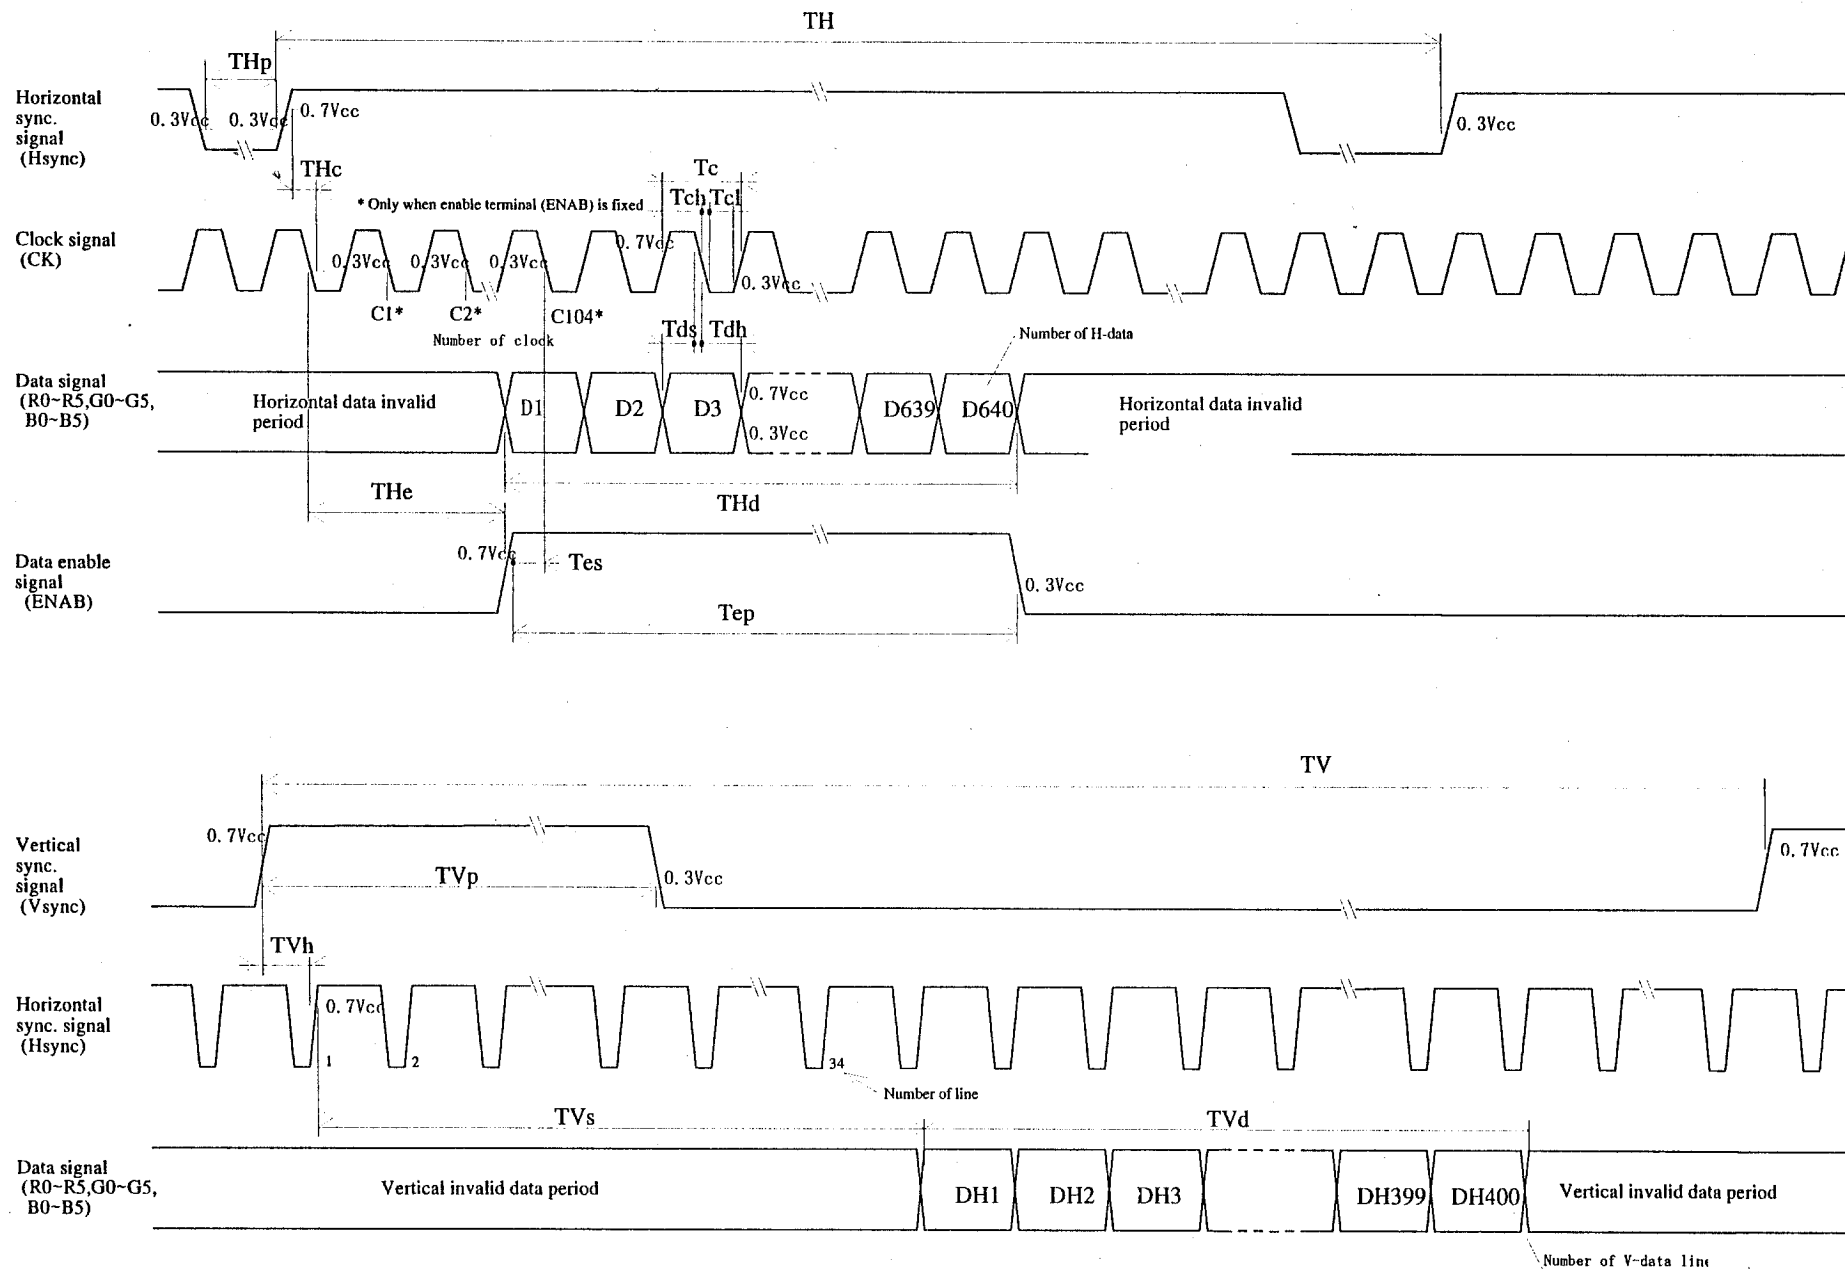 TH
THp
Horizontal
sync.
signal
(Hsync)
0.3Vcc
0.3Vcc
0.7Vcc
0.3Vcc
THc
Tc
Tch
Tcl
* Only when enable terminal (ENAB) is fixed
Clock signal
(CK)
0.3Vcc
0.3Vcc
0.3Vcc
0.7Vcc
0.3Vcc
C1*
C2*
C104*
Number of clock
Tds
Tdh
Number of H-data
Data signal
(R0~R5,G0~G5,
B0~B5)
Horizontal data invalid
period
D1
D2
D3
0.7Vcc
0.3Vcc
D639
D640
Horizontal data invalid
period
THe
THd
Data enable
signal
(ENAB)
0.7Vcc
Tes
0.3Vcc
Tep
TV
Vertical
sync.
signal
(Vsync)
0.7Vcc
TVp
0.3Vcc
0.7Vcc
TVh
Horizontal
sync. signal
(Hsync)
0.7Vcc
1
2
34
Number of line
TVs
TVd
Data signal
(R0~R5,G0~G5,
B0~B5)
Vertical invalid data period
DH1
DH2
DH3
DH399
DH400
Vertical invalid data period
Number of V-data line